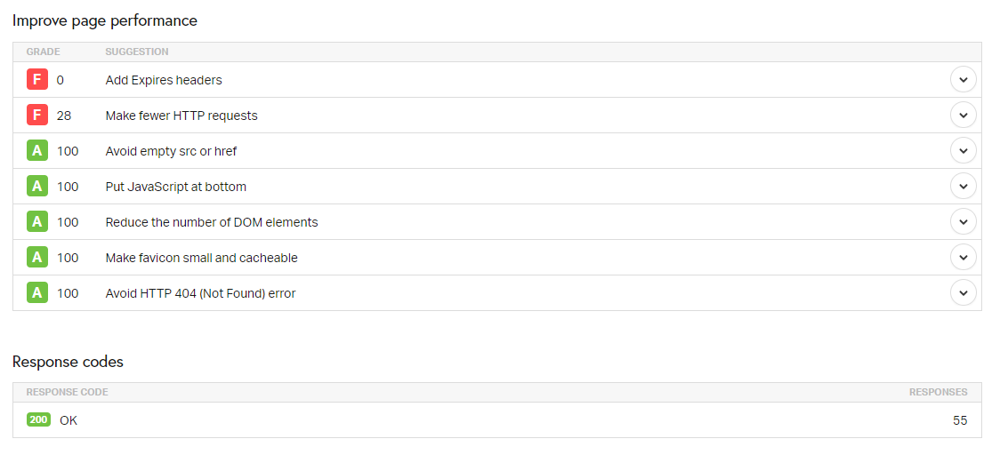 Improve page performance
GRADE SUGGESTION
F 0 Add Expires headers
F 28 Make fewer HTTP requests
A 100 Avoid empty src or href
A 100 Put JavaScript at bottom
A 100 Reduce the number of DOM elements
A 100 Make favicon small and cacheable
A 100 Avoid HTTP 404 (Not Found) error
Response codes
RESPONSE CODE RESPONSES
200 OK 55